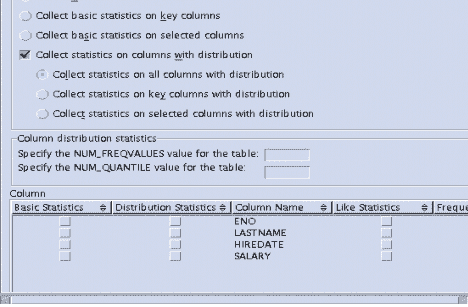 Collect basic statistics on key columns
Collect basic statistics on selected columns
Collect statistics on columns with distribution
Collect statistics on all columns with distribution
Collect statistics on key columns with distribution
Collect statistics on selected columns with distribution
Column distribution statistics
Specify the NUM_FREQVALUES value for the table:
Specify the NUM_QUANTILE value for the table:
Column
Basic Statistics Distribution Statistics Column Name Like Statistics Freque
ENO
LASTNAME
HIREDATE
SALARY